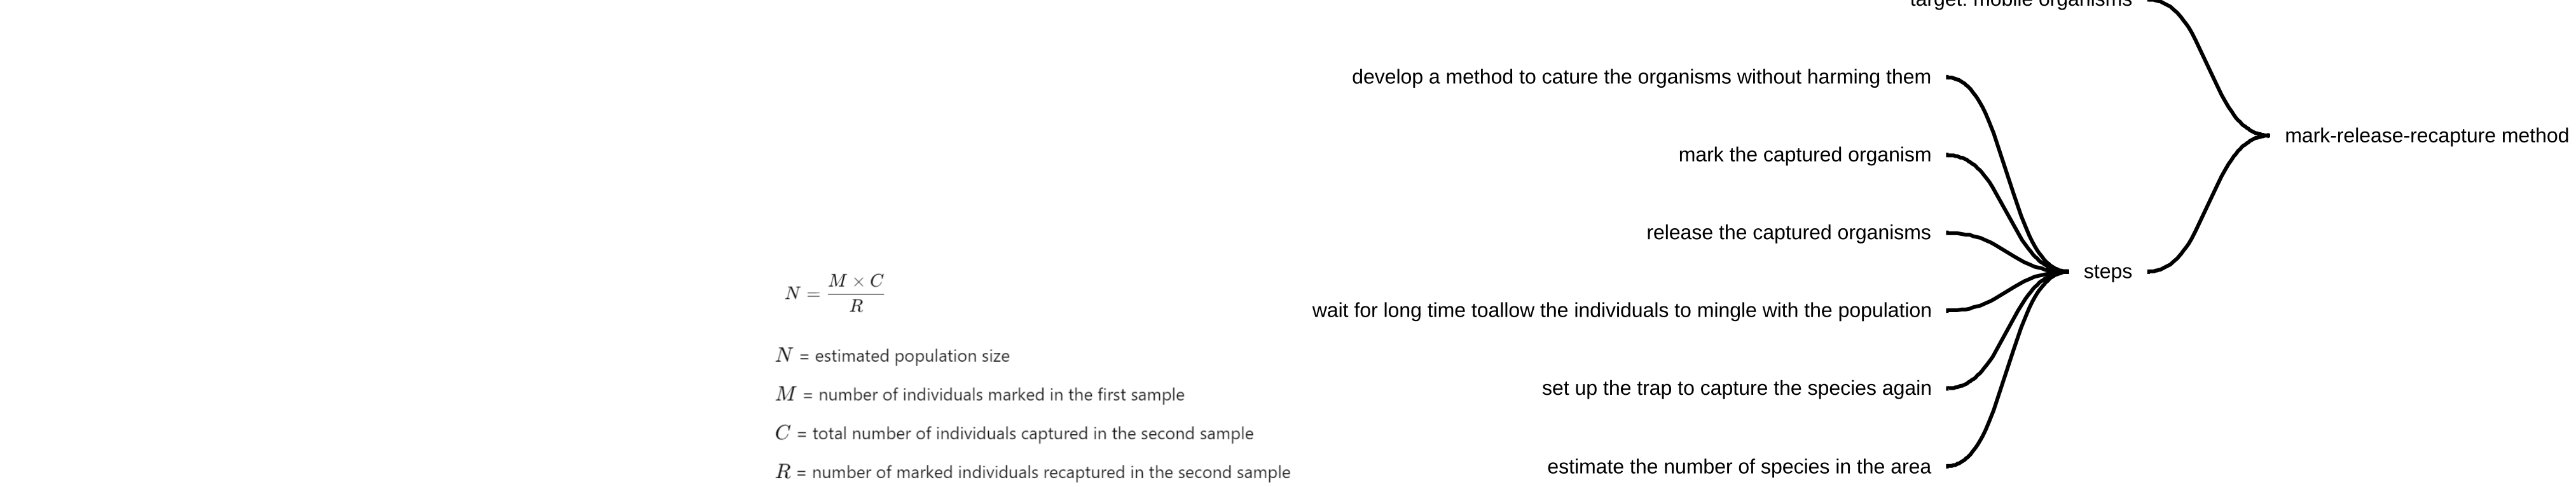 target: mobile organisms
develop a method to cature the organisms without harming them
mark the captured organism
mark-release-recapture method
release the captured organisms
steps
wait for long time toallow the individuals to mingle with the population
set up the trap to capture the species again
estimate the number of species in the area
N = M × C / R
N = estimated population size
M = number of individuals marked in the first sample
C = total number of individuals captured in the second sample
R = number of marked individuals recaptured in the second sample